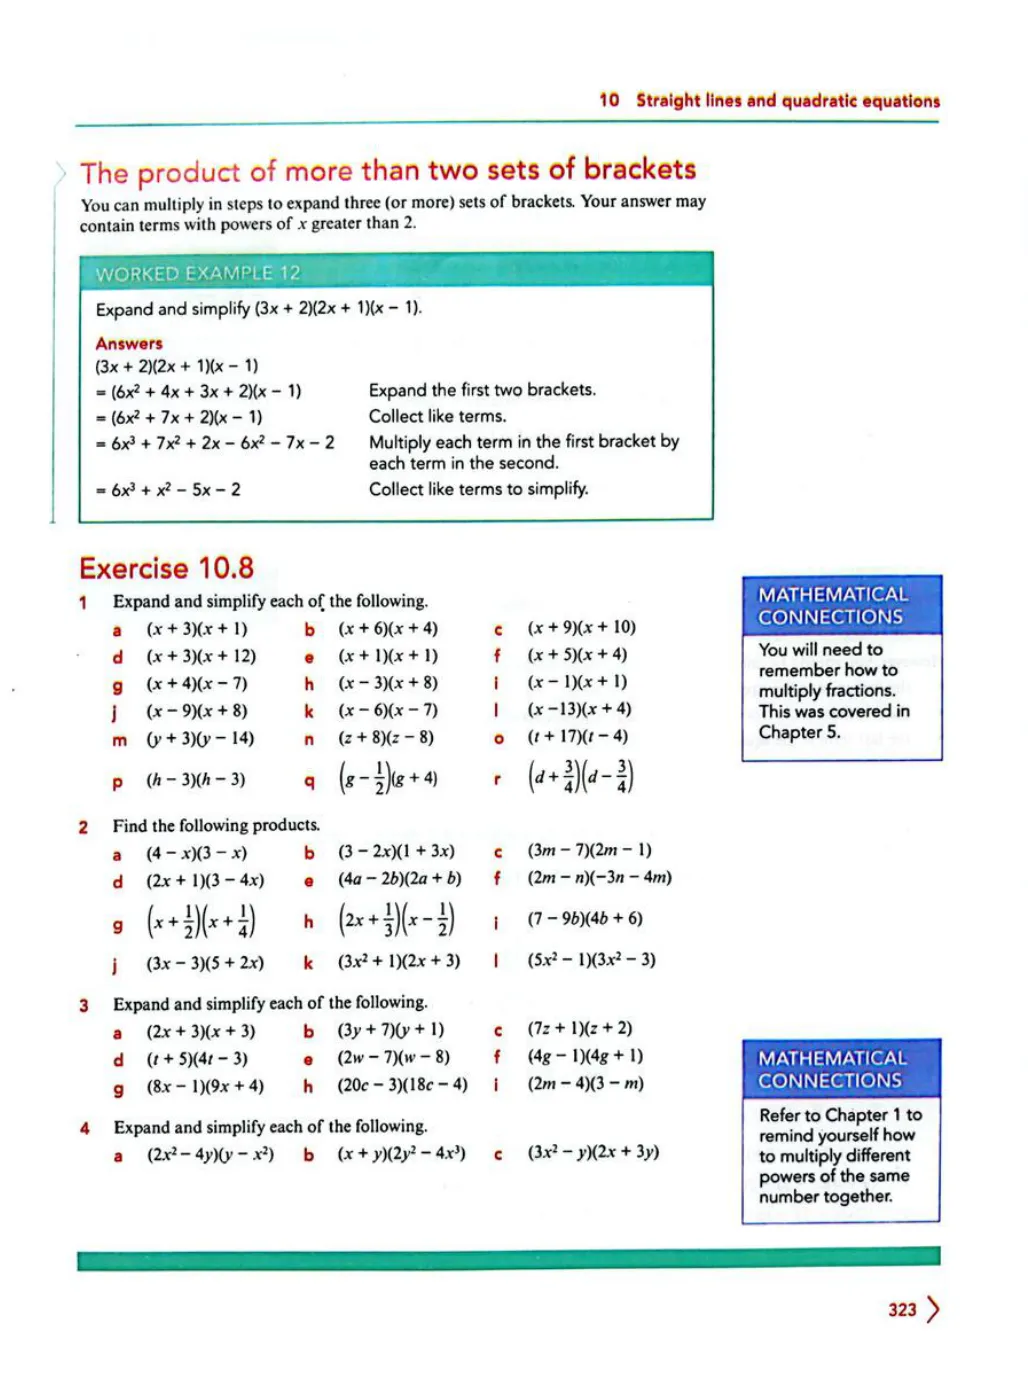 10 Straight lines and quadratic equations
The product of more than two sets of brackets
You can multiply in steps to expand three (or more) sets of brackets. Your answer may
contain terms with powers of x greater than 2.
WORKED EXAMPLE 12
Expand and simplify (3x + 2)(2x + 1)(x − 1).
Answers
(3x + 2)(2x + 1)(x − 1)
= (6x² + 4x + 3x + 2)(x − 1) Expand the first two brackets.
= (6x² + 7x + 2)(x − 1) Collect like terms.
= 6x³ + 7x² + 2x − 6x² − 7x − 2 Multiply each term in the first bracket by
each term in the second.
= 6x³ + x² − 5x − 2 Collect like terms to simplify.
Exercise 10.8
1 Expand and simplify each of the following.
a (x + 3)(x + 1) b (x + 6)(x + 4) c (x + 9)(x + 10)
d (x + 3)(x + 12) e (x + 1)(x + 1) f (x + 5)(x + 4)
g (x + 4)(x − 7) h (x − 3)(x + 8) i (x − 1)(x + 1)
j (x − 9)(x + 8) k (x − 6)(x − 7) l (x −13)(x + 4)
m (y + 3)(y − 14) n (z + 8)(z − 8) o (t + 17)(t − 4)
p (h − 3)(h − 3) q (g − 1/2)(g + 4) r (d + 3/4)(d − 3/4)
2 Find the following products.
a (4 − x)(3 − x) b (3 − 2x)(1 + 3x) c (3m − 7)(2m − 1)
d (2x + 1)(3 − 4x) e (4a − 2b)(2a + b) f (2m − n)(−3n − 4m)
g (x + 1/2)(x + 1/4) h (2x + 1/3)(x − 1/2) i (7 − 9b)(4b + 6)
j (3x − 3)(5 + 2x) k (3x² + 1)(2x + 3) l (5x² − 1)(3x² − 3)
3 Expand and simplify each of the following.
a (2x + 3)(x + 3) b (3y + 7)(y + 1) c (7z + 1)(z + 2)
d (t + 5)(4t − 3) e (2w − 7)(w − 8) f (4g − 1)(4g + 1)
g (8x − 1)(9x + 4) h (20c − 3)(18c − 4) i (2m − 4)(3 − m)
4 Expand and simplify each of the following.
a (2x² − 4y)(y − x²) b (x + y)(2y² − 4x³) c (3x² − y)(2x + 3y)
MATHEMATICAL
CONNECTIONS
You will need to
remember how to
multiply fractions.
This was covered in
Chapter 5.
MATHEMATICAL
CONNECTIONS
Refer to Chapter 1 to
remind yourself how
to multiply different
powers of the same
number together.
323